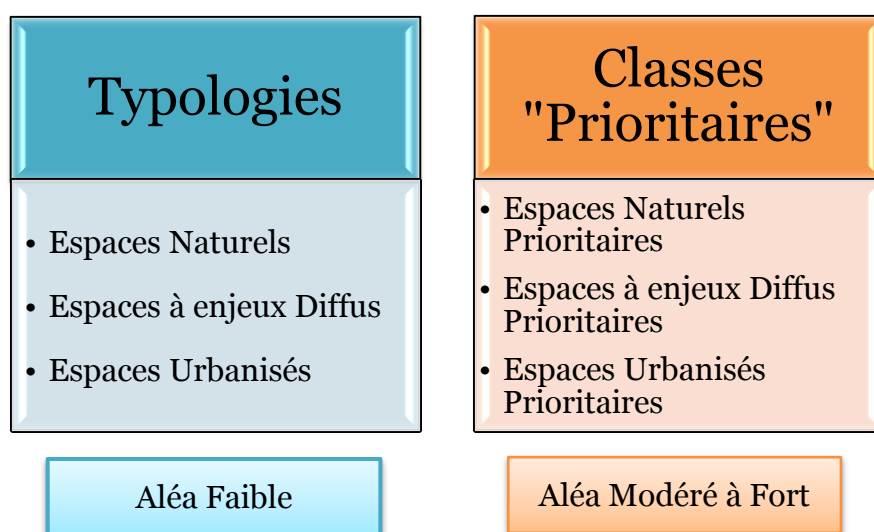 Typologies
• Espaces Naturels
• Espaces à enjeux Diffus
• Espaces Urbanisés
Aléa Faible
Classes
"Prioritaires"
• Espaces Naturels
Prioritaires
• Espaces à enjeux Diffus
Prioritaires
• Espaces Urbanisés
Prioritaires
Aléa Modéré à Fort